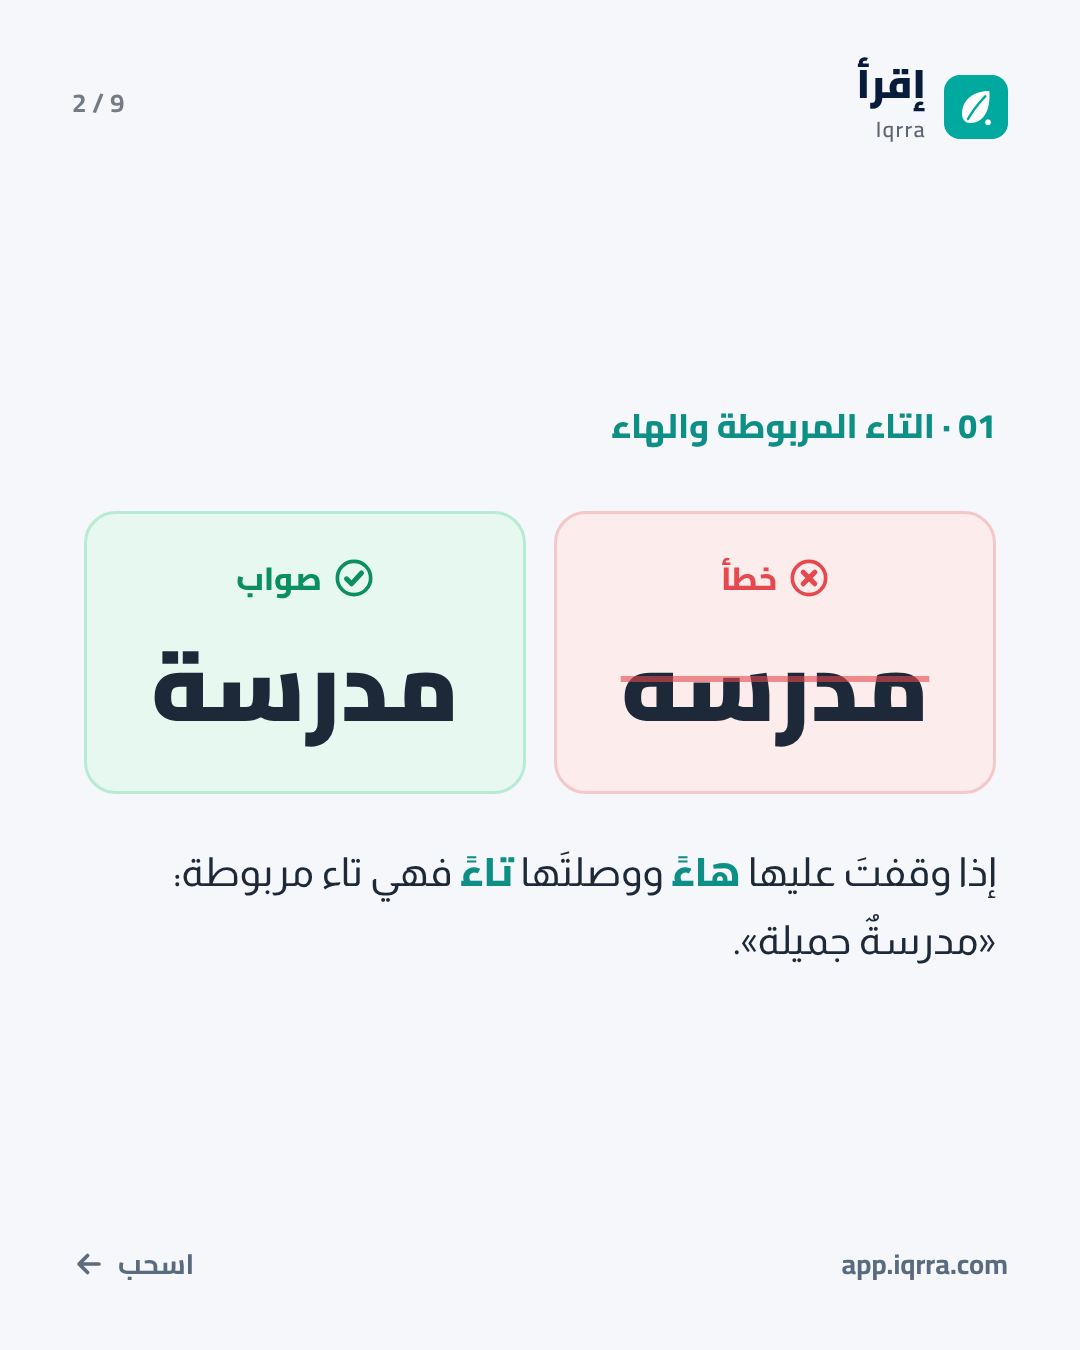 إقرأ
Iqrra
2 / 9
01 · التاء المربوطة والهاء
خطأ
مدرسه
صواب
مدرسة
إذا وقفتَ عليها هاءً ووصلتَها تاءً فهي تاء مربوطة:
«مدرسةٌ جميلة».
app.iqrra.com
اسحب ←